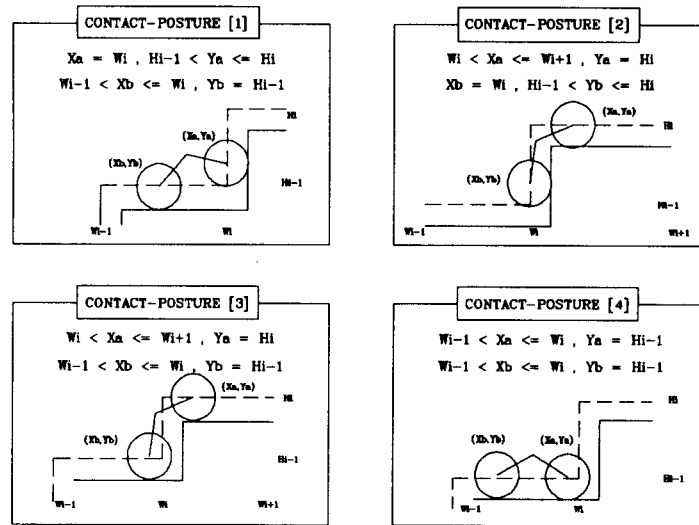 CONTACT-POSTURE [1]
Xa = Wi , Hi-1 < Ya <= Hi
Wi-1 < Xb <= Wi , Yb = Hi-1
Hi
(Xa,Ya)
(Xb,Yb)
Hi-1
Wi-1 Wi
CONTACT-POSTURE [2]
Wi < Xa <= Wi+1 , Ya = Hi
Xb = Wi , Hi-1 < Yb <= Hi
(Xa,Ya)
Hi
(Xb,Yb)
Hi-1
Wi-1 Wi Wi+1
CONTACT-POSTURE [3]
Wi < Xa <= Wi+1 , Ya = Hi
Wi-1 < Xb <= Wi , Yb = Hi-1
(Xa,Ya)
Hi
(Xb,Yb)
Hi-1
Wi-1 Wi Wi+1
CONTACT-POSTURE [4]
Wi-1 < Xa <= Wi , Ya = Hi-1
Wi-1 < Xb <= Wi , Yb = Hi-1
Hi
(Xb,Yb) (Xa,Ya)
Hi-1
Wi-1 Wi